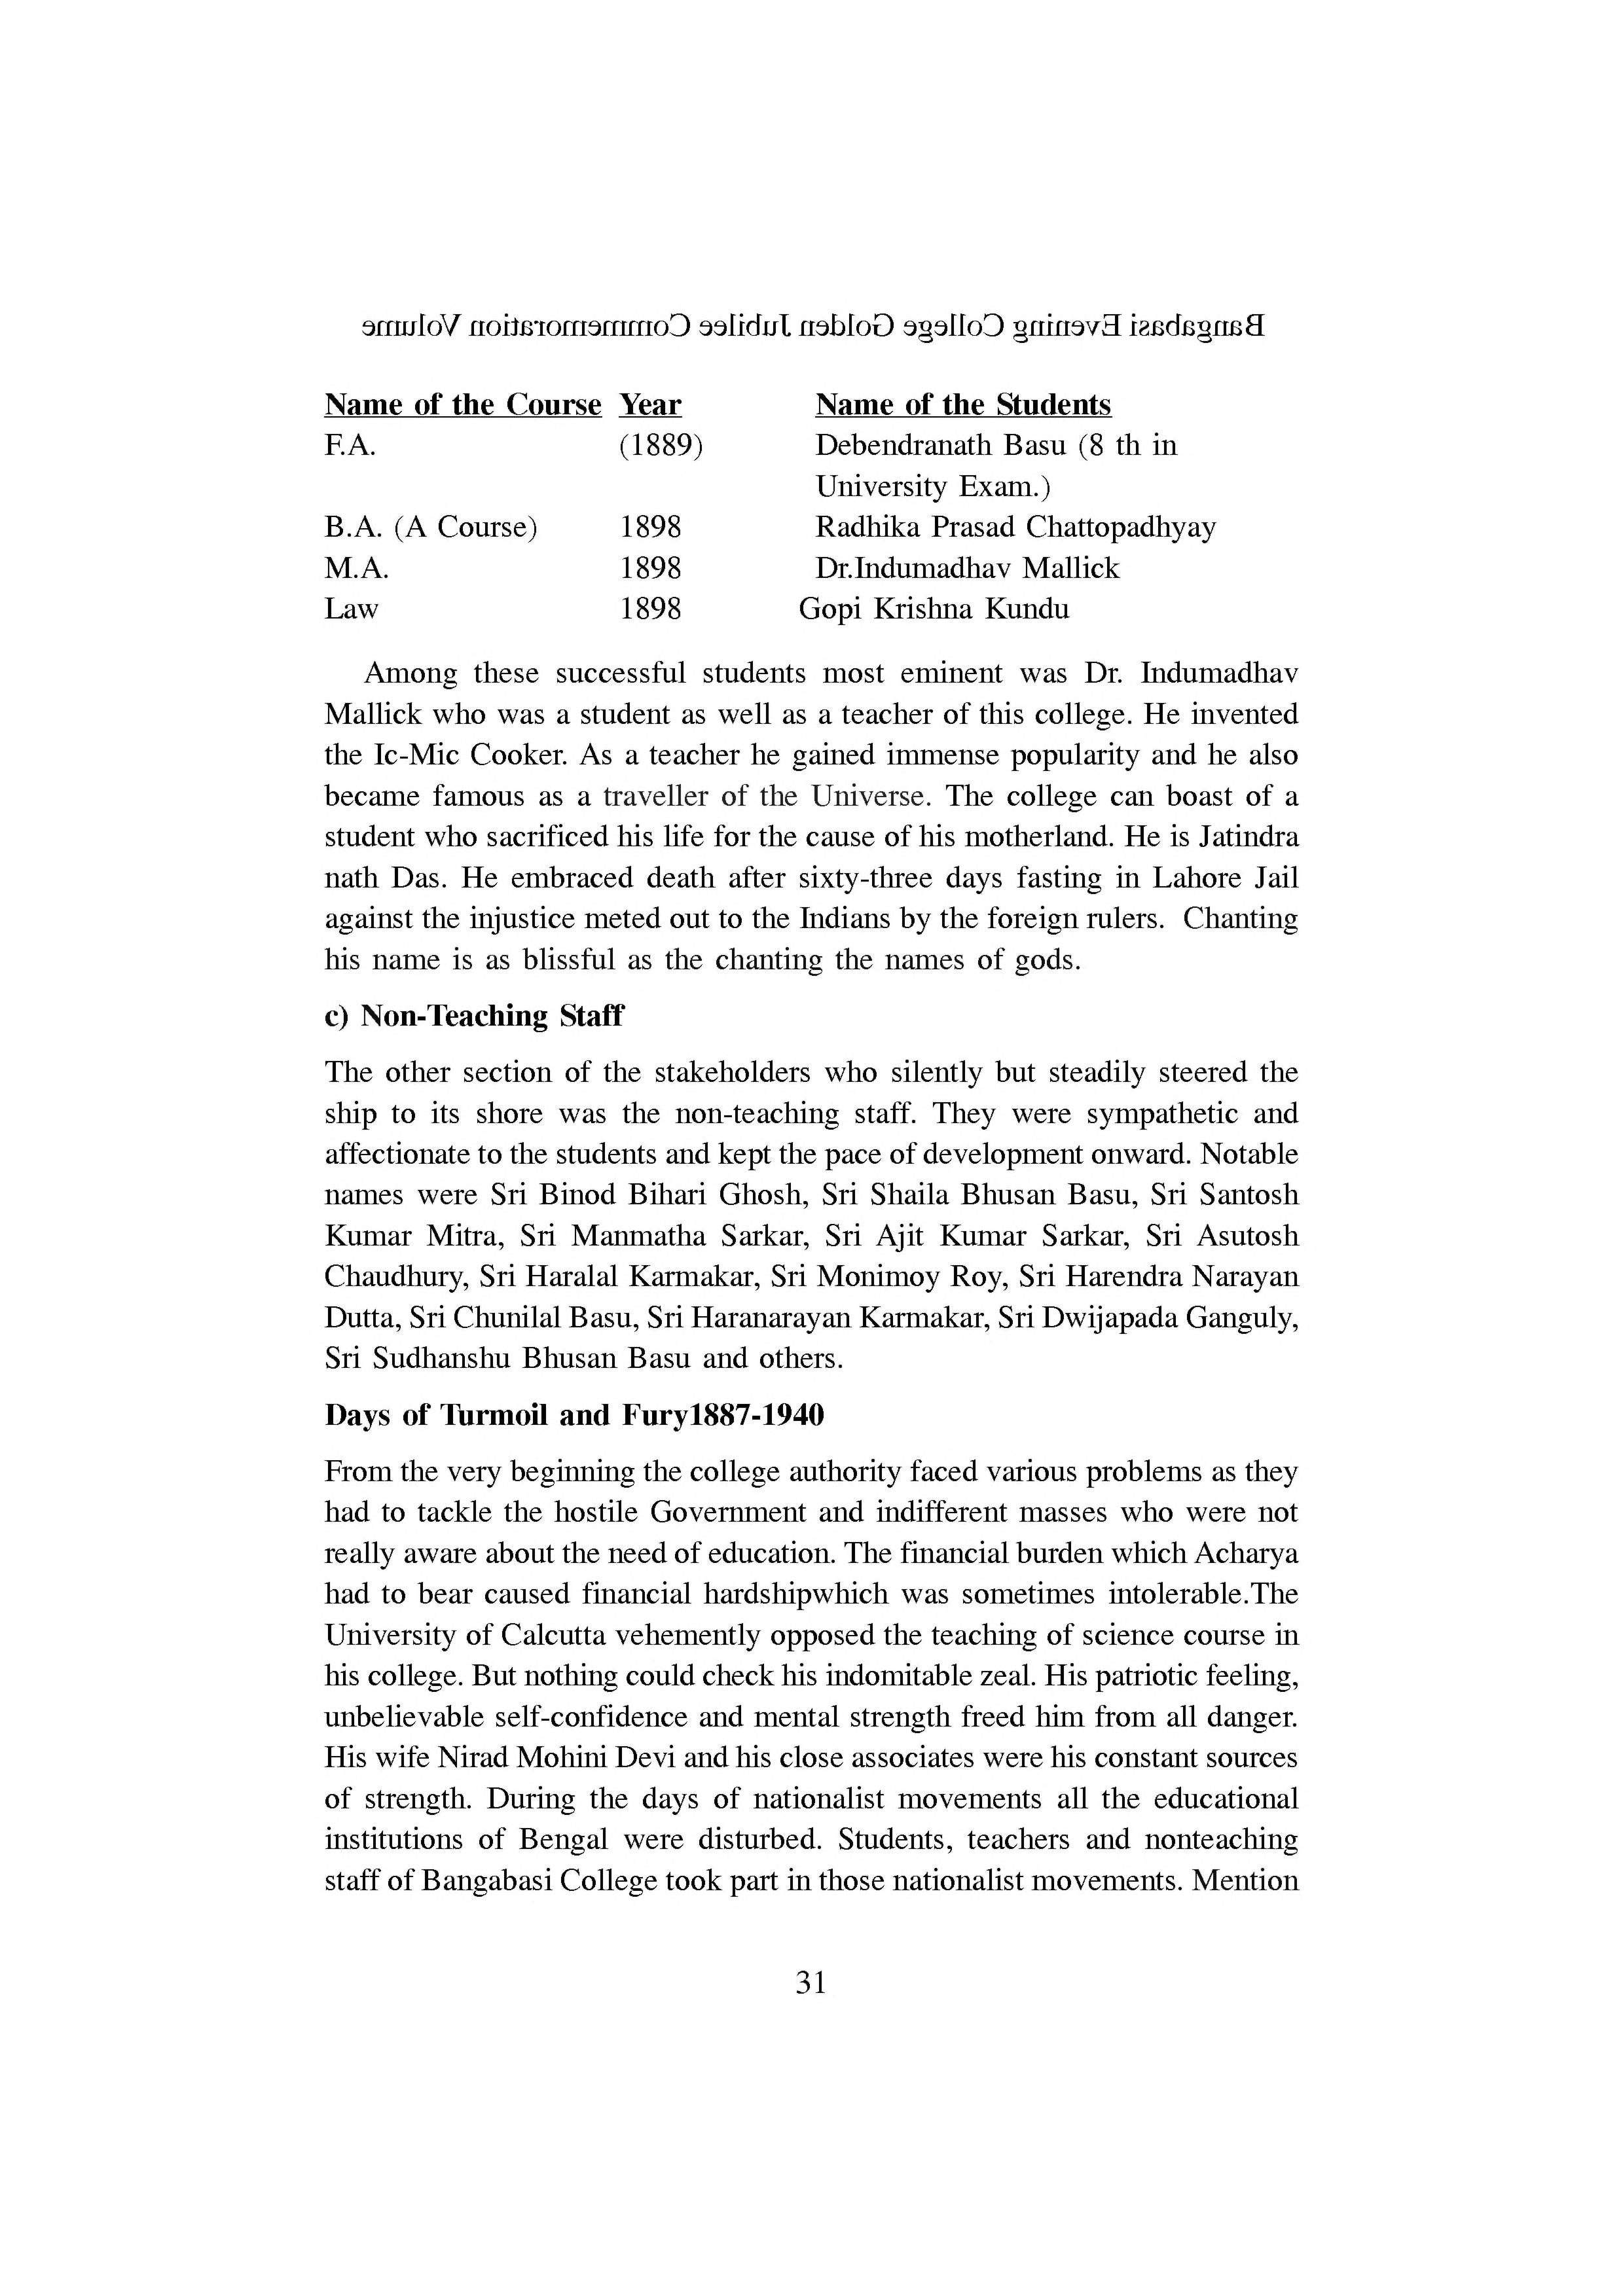 Bangabasi Evening College Golden Jubilee Commemoration Volume
Name of the Course Year Name of the Students
F.A. (1889) Debendranath Basu (8 th in
University Exam.)
B.A. (A Course) 1898 Radhika Prasad Chattopadhyay
M.A. 1898 Dr.Indumadhav Mallick
Law 1898 Gopi Krishna Kundu
Among these successful students most eminent was Dr. Indumadhav
Mallick who was a student as well as a teacher of this college. He invented
the Ic-Mic Cooker. As a teacher he gained immense popularity and he also
became famous as a traveller of the Universe. The college can boast of a
student who sacrificed his life for the cause of his motherland. He is Jatindra
nath Das. He embraced death after sixty-three days fasting in Lahore Jail
against the injustice meted out to the Indians by the foreign rulers. Chanting
his name is as blissful as the chanting the names of gods.
c) Non-Teaching Staff
The other section of the stakeholders who silently but steadily steered the
ship to its shore was the non-teaching staff. They were sympathetic and
affectionate to the students and kept the pace of development onward. Notable
names were Sri Binod Bihari Ghosh, Sri Shaila Bhusan Basu, Sri Santosh
Kumar Mitra, Sri Manmatha Sarkar, Sri Ajit Kumar Sarkar, Sri Asutosh
Chaudhury, Sri Haralal Karmakar, Sri Monimoy Roy, Sri Harendra Narayan
Dutta, Sri Chunilal Basu, Sri Haranarayan Karmakar, Sri Dwijapada Ganguly,
Sri Sudhanshu Bhusan Basu and others.
Days of Turmoil and Fury1887-1940
From the very beginning the college authority faced various problems as they
had to tackle the hostile Government and indifferent masses who were not
really aware about the need of education. The financial burden which Acharya
had to bear caused financial hardshipwhich was sometimes intolerable.The
University of Calcutta vehemently opposed the teaching of science course in
his college. But nothing could check his indomitable zeal. His patriotic feeling,
unbelievable self-confidence and mental strength freed him from all danger.
His wife Nirad Mohini Devi and his close associates were his constant sources
of strength. During the days of nationalist movements all the educational
institutions of Bengal were disturbed. Students, teachers and nonteaching
staff of Bangabasi College took part in those nationalist movements. Mention
31